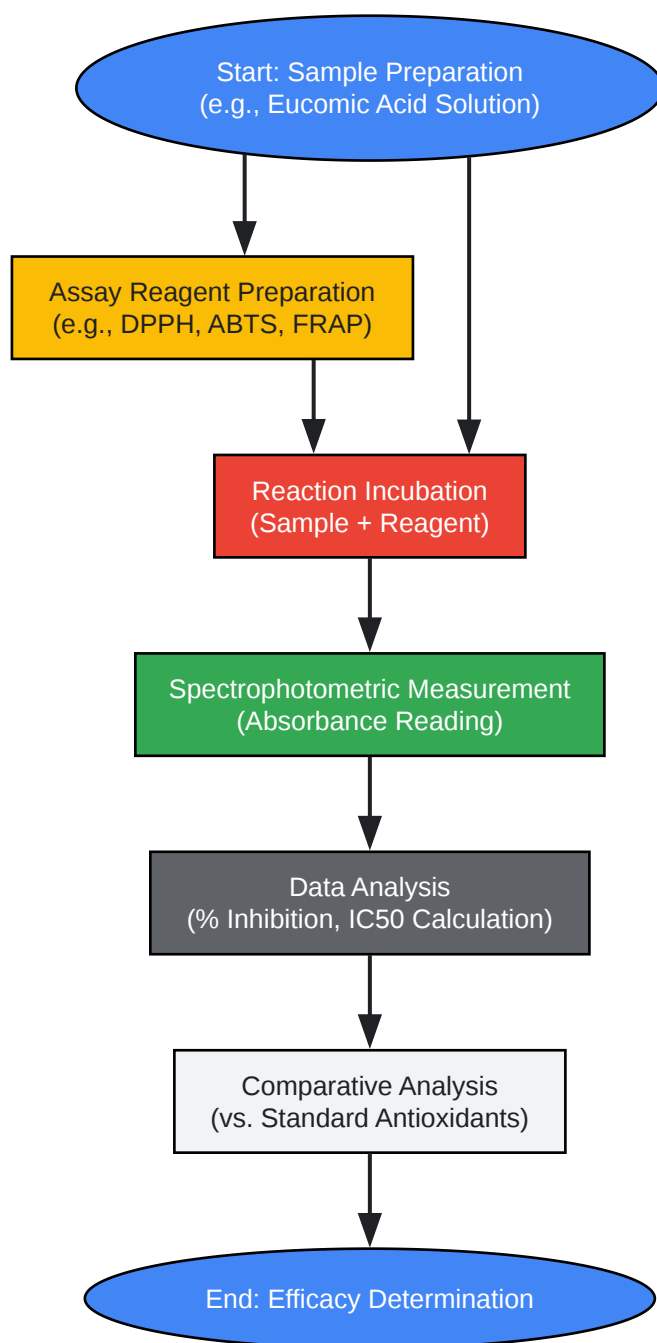 Start: Sample Preparation
(e.g., Eucomic Acid Solution)
Assay Reagent Preparation
(e.g., DPPH, ABTS, FRAP)
Reaction Incubation
(Sample + Reagent)
Spectrophotometric Measurement
(Absorbance Reading)
Data Analysis
(% Inhibition, IC50 Calculation)
Comparative Analysis
(vs. Standard Antioxidants)
End: Efficacy Determination